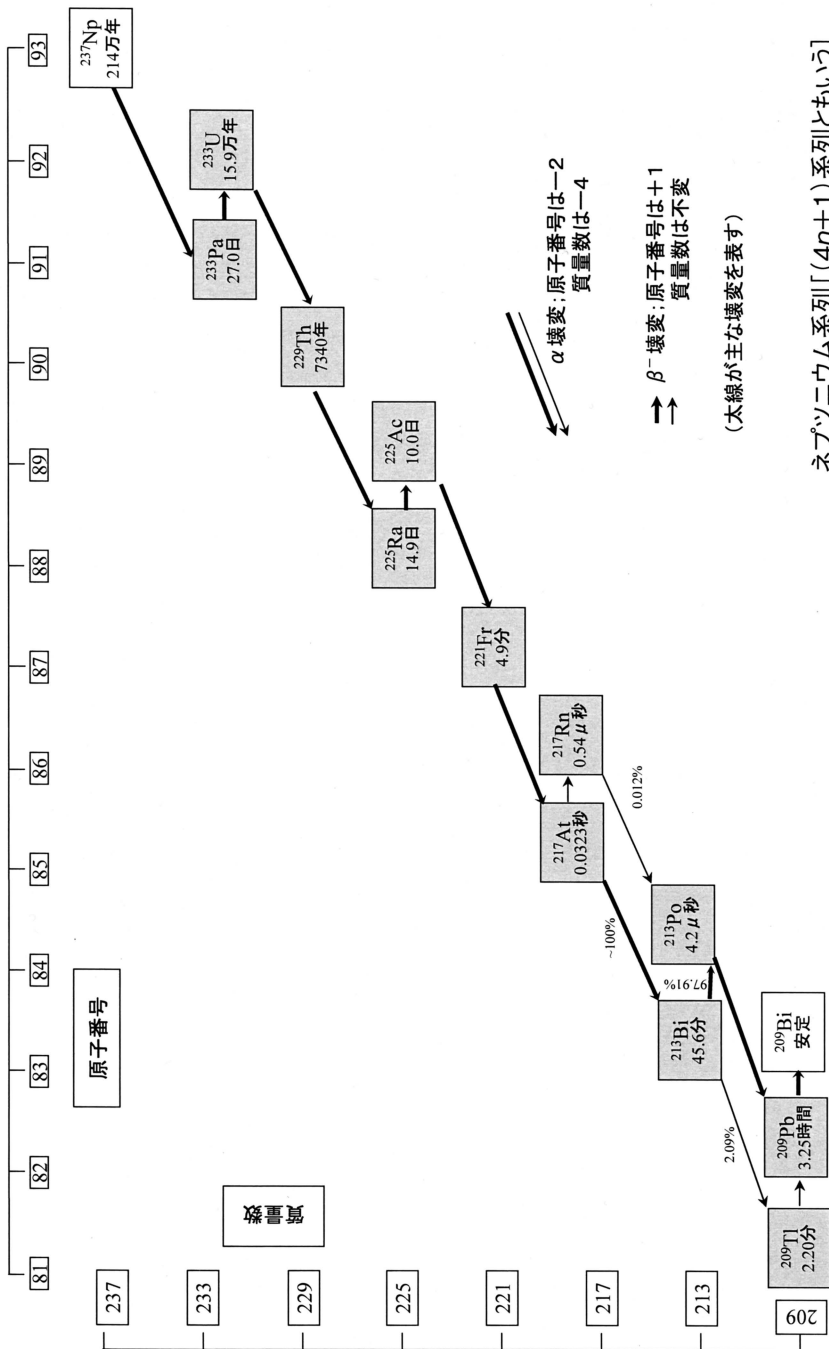 93
92
91
90
89
88
87
86
85
84
83
82
81
原子番号
質量数
237
233
229
225
221
217
213
209
²³⁷Np
214万年
²³³U
15.9万年
²³³Pa
27.0日
²²⁹Th
7340年
²²⁵Ac
10.0日
²²⁵Ra
14.9日
²²¹Fr
4.9分
²¹⁷Rn
0.54μ秒
²¹⁷At
0.0323秒
0.012%
~100%
²¹³Po
4.2μ秒
97.91%
²¹³Bi
45.6分
2.09%
²⁰⁹Bi
安定
²⁰⁹Pb
3.25時間
²⁰⁹Tl
2.20分
α壊変;原子番号は−2
質量数は−4
β⁻壊変;原子番号は+1
質量数は不変
(太線が主な壊変を表す)
ネプツニウム系列[(4n+1)系列ともいう]